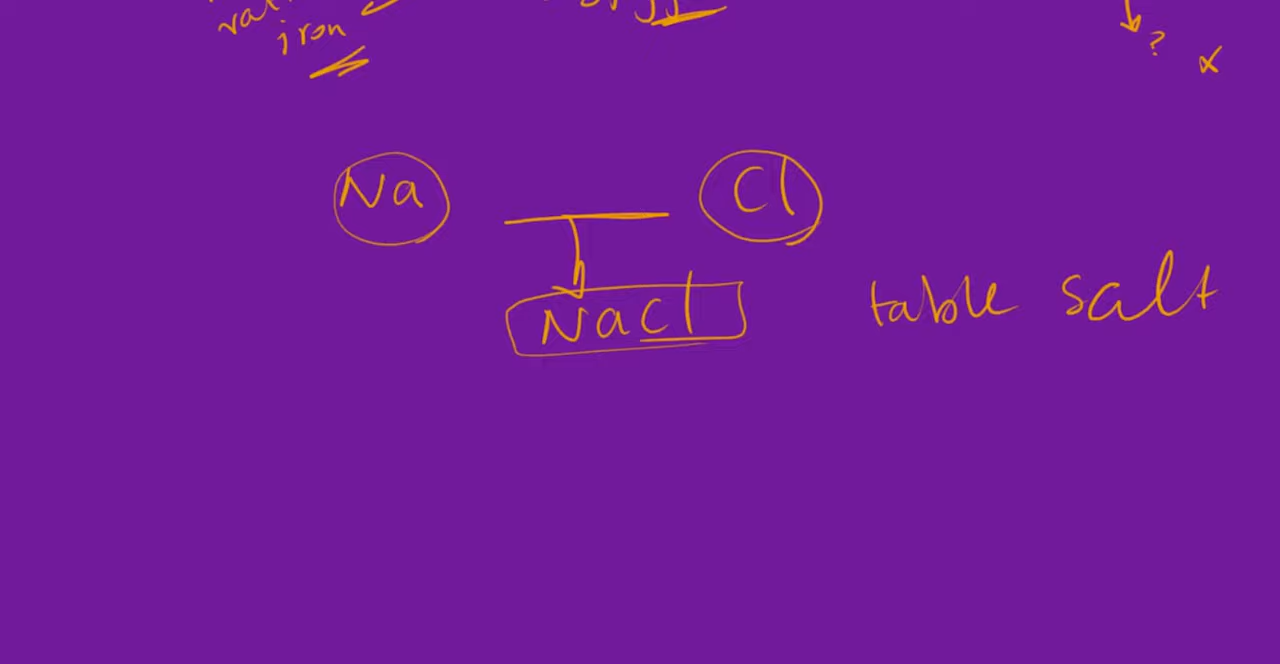 iron
? α
Na Cl
NaCl table salt